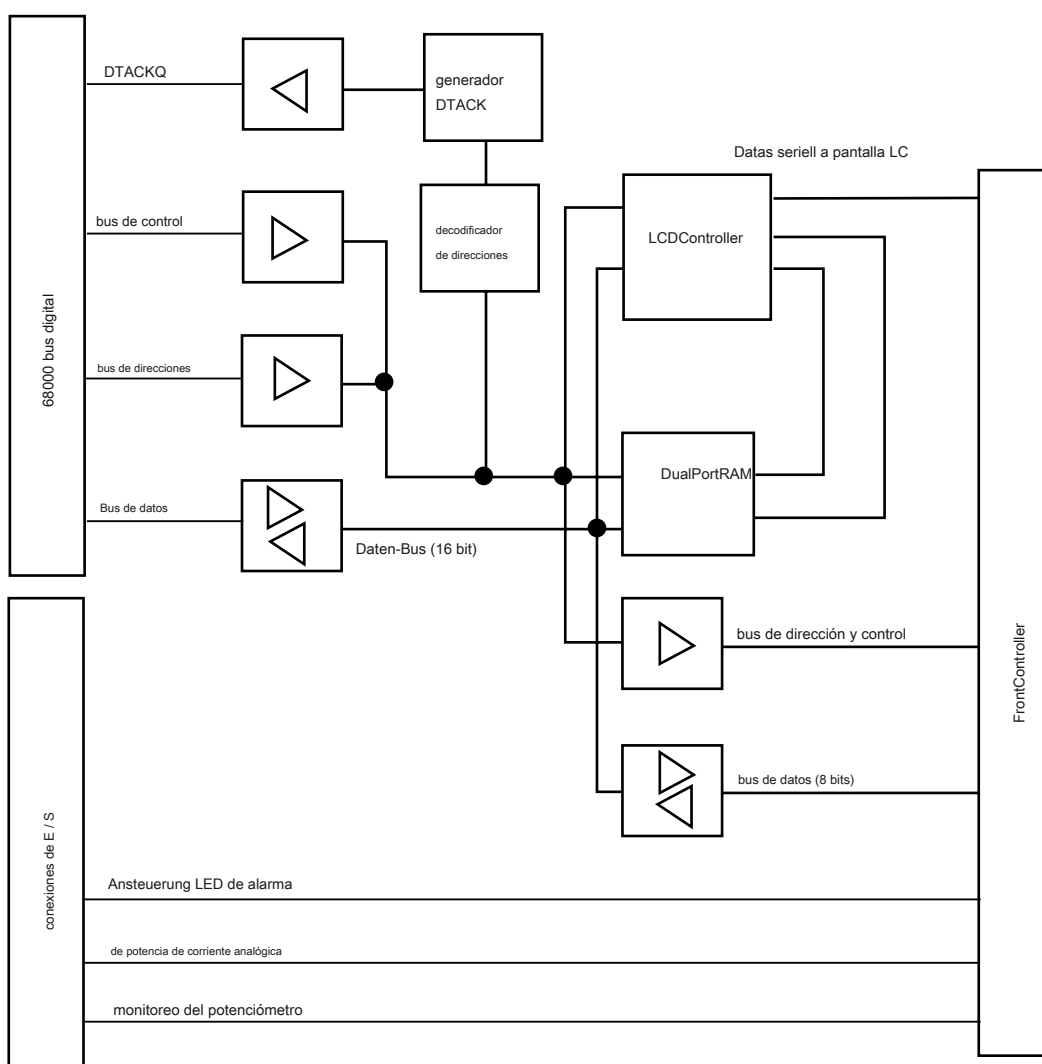 DTACKQ
generador
DTACK
Datas seriell a pantalla LC
bus de control
decodificador
de direcciones
LCDController
68000 bus digital
bus de direcciones
DualPortRAM
Bus de datos
Daten-Bus (16 bit)
bus de dirección y control
FrontController
bus de datos (8 bits)
conexiones de E / S
Ansteuerung LED de alarma
de potencia de corriente analógica
monitoreo del potenciómetro